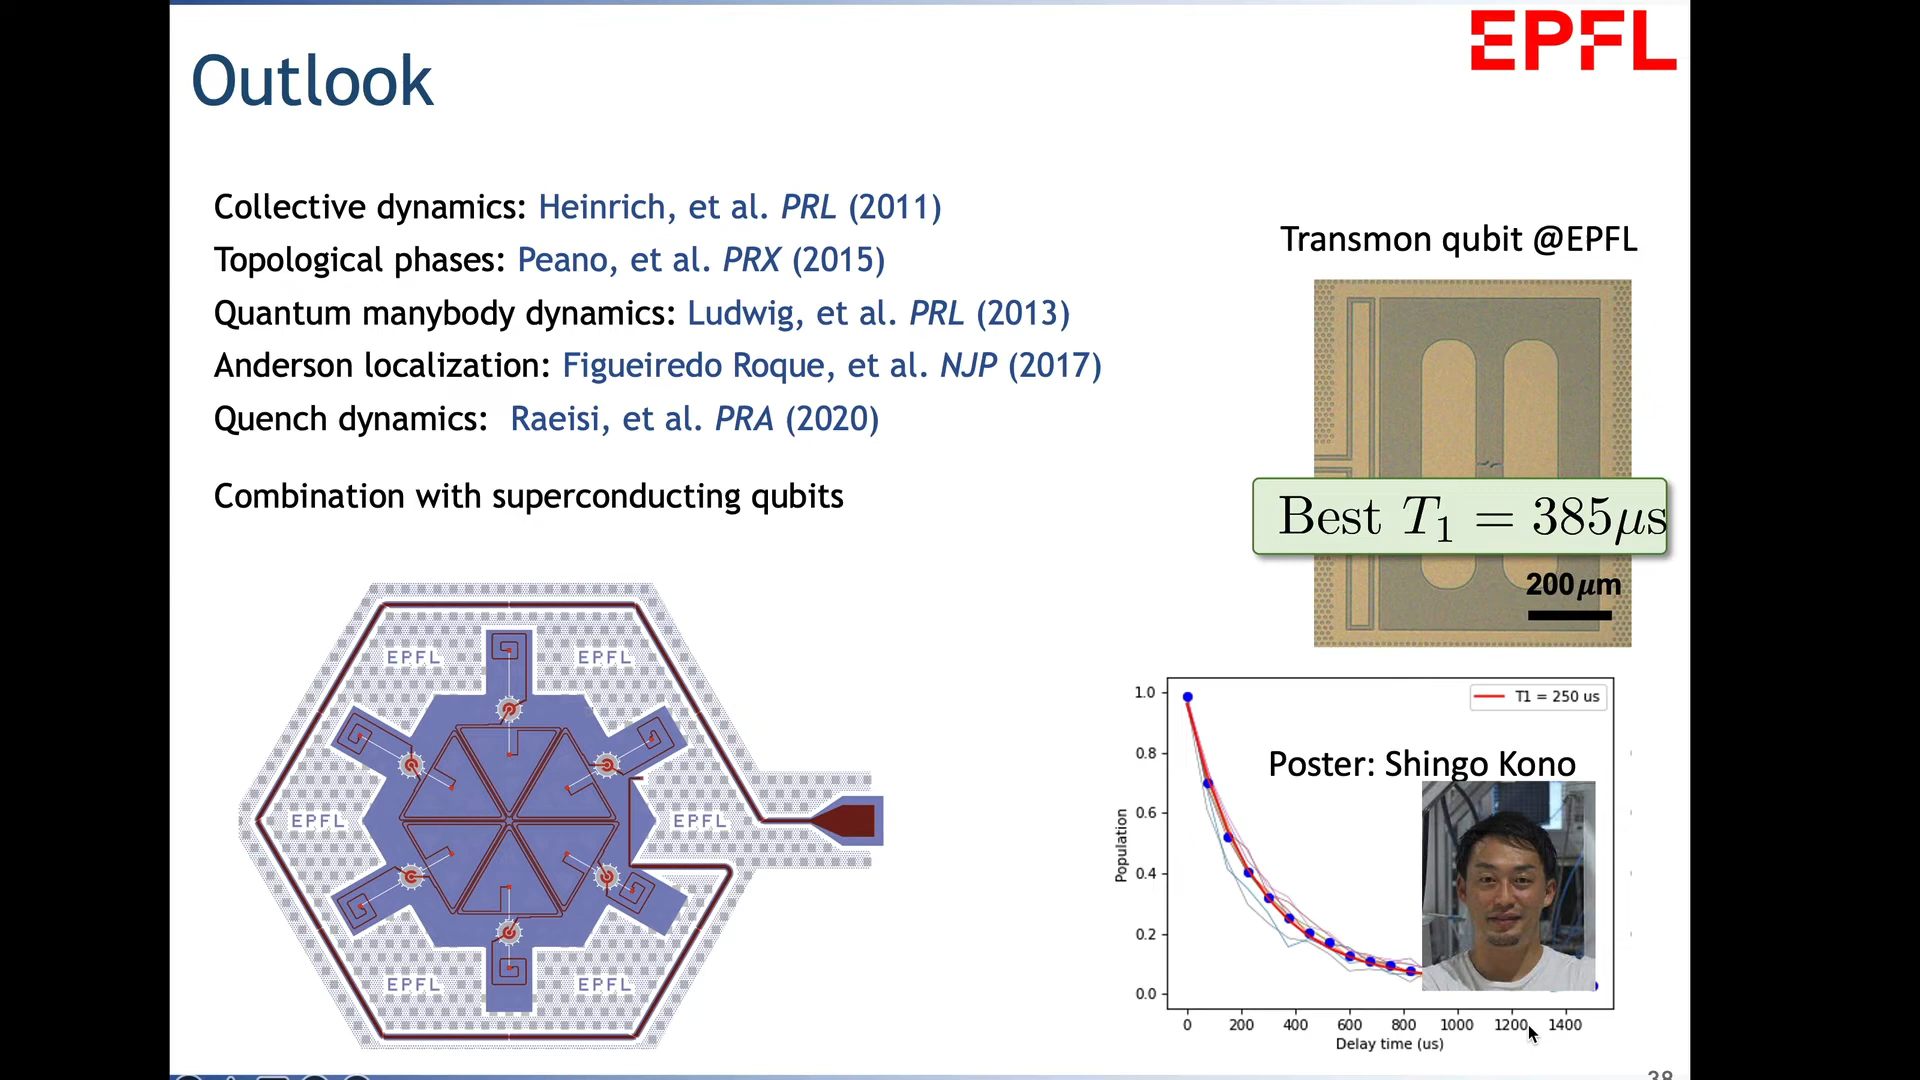 EPFL
Outlook
Collective dynamics: Heinrich, et al. PRL (2011)
Topological phases: Peano, et al. PRX (2015)
Quantum manybody dynamics: Ludwig, et al. PRL (2013)
Anderson localization: Figueiredo Roque, et al. NJP (2017)
Quench dynamics: Raeisi, et al. PRA (2020)
Combination with superconducting qubits
Transmon qubit @EPFL
Best T₁ = 385μs
200 μm
EPFL EPFL
EPFL EPFL
EPFL EPFL
T1 = 250 us
Poster: Shingo Kono
Population
1.0
0.8
0.6
0.4
0.2
0.0
0 200 400 600 800 1000 1200 1400
Delay time (us)
38